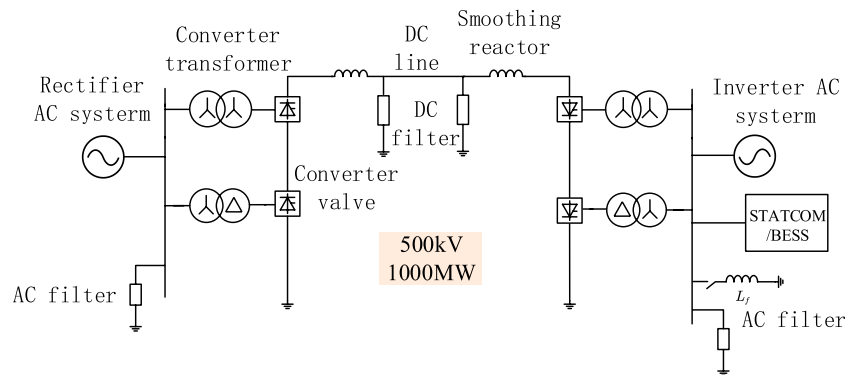 Converter
transformer
DC
line
Smoothing
reactor
Rectifier
AC systerm
Inverter AC
systerm
DC
filter
Converter
valve
500kV
1000MW
STATCOM
/BESS
AC filter
L_f
AC filter